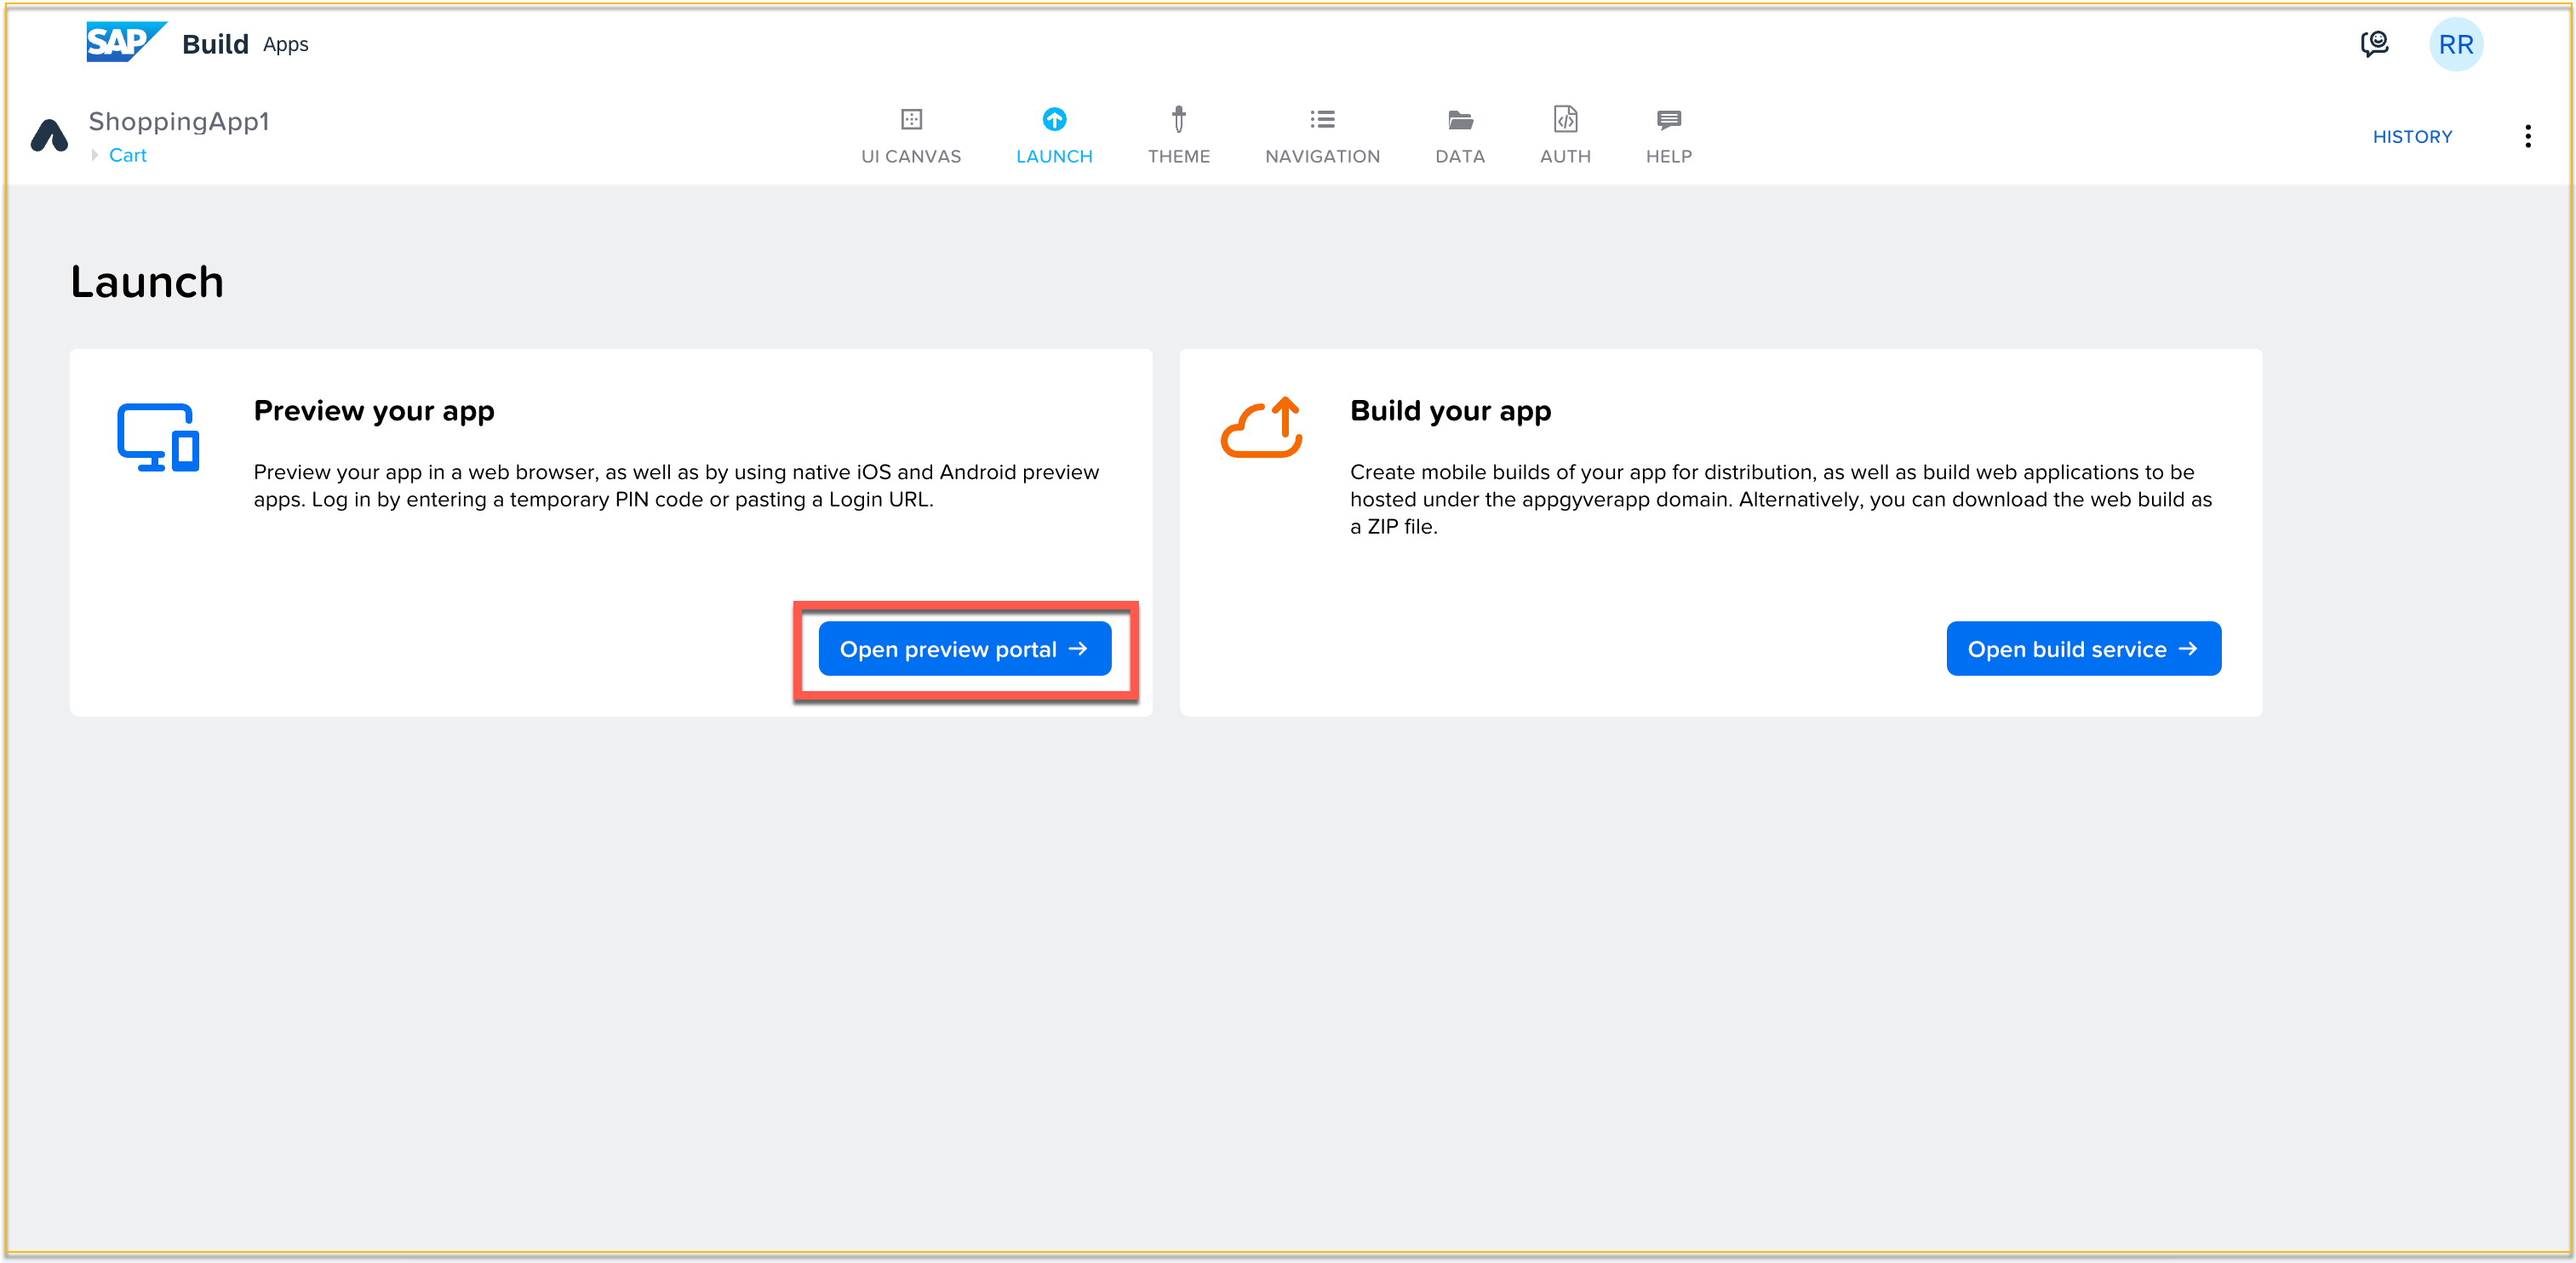 SAP Build Apps
RR
ShoppingApp1
Cart
UI CANVAS
LAUNCH
THEME
NAVIGATION
DATA
AUTH
HELP
HISTORY
Launch
Preview your app
Preview your app in a web browser, as well as by using native iOS and Android preview
apps. Log in by entering a temporary PIN code or pasting a Login URL.
Open preview portal →
Build your app
Create mobile builds of your app for distribution, as well as build web applications to be
hosted under the appgyverapp domain. Alternatively, you can download the web build as
a ZIP file.
Open build service →